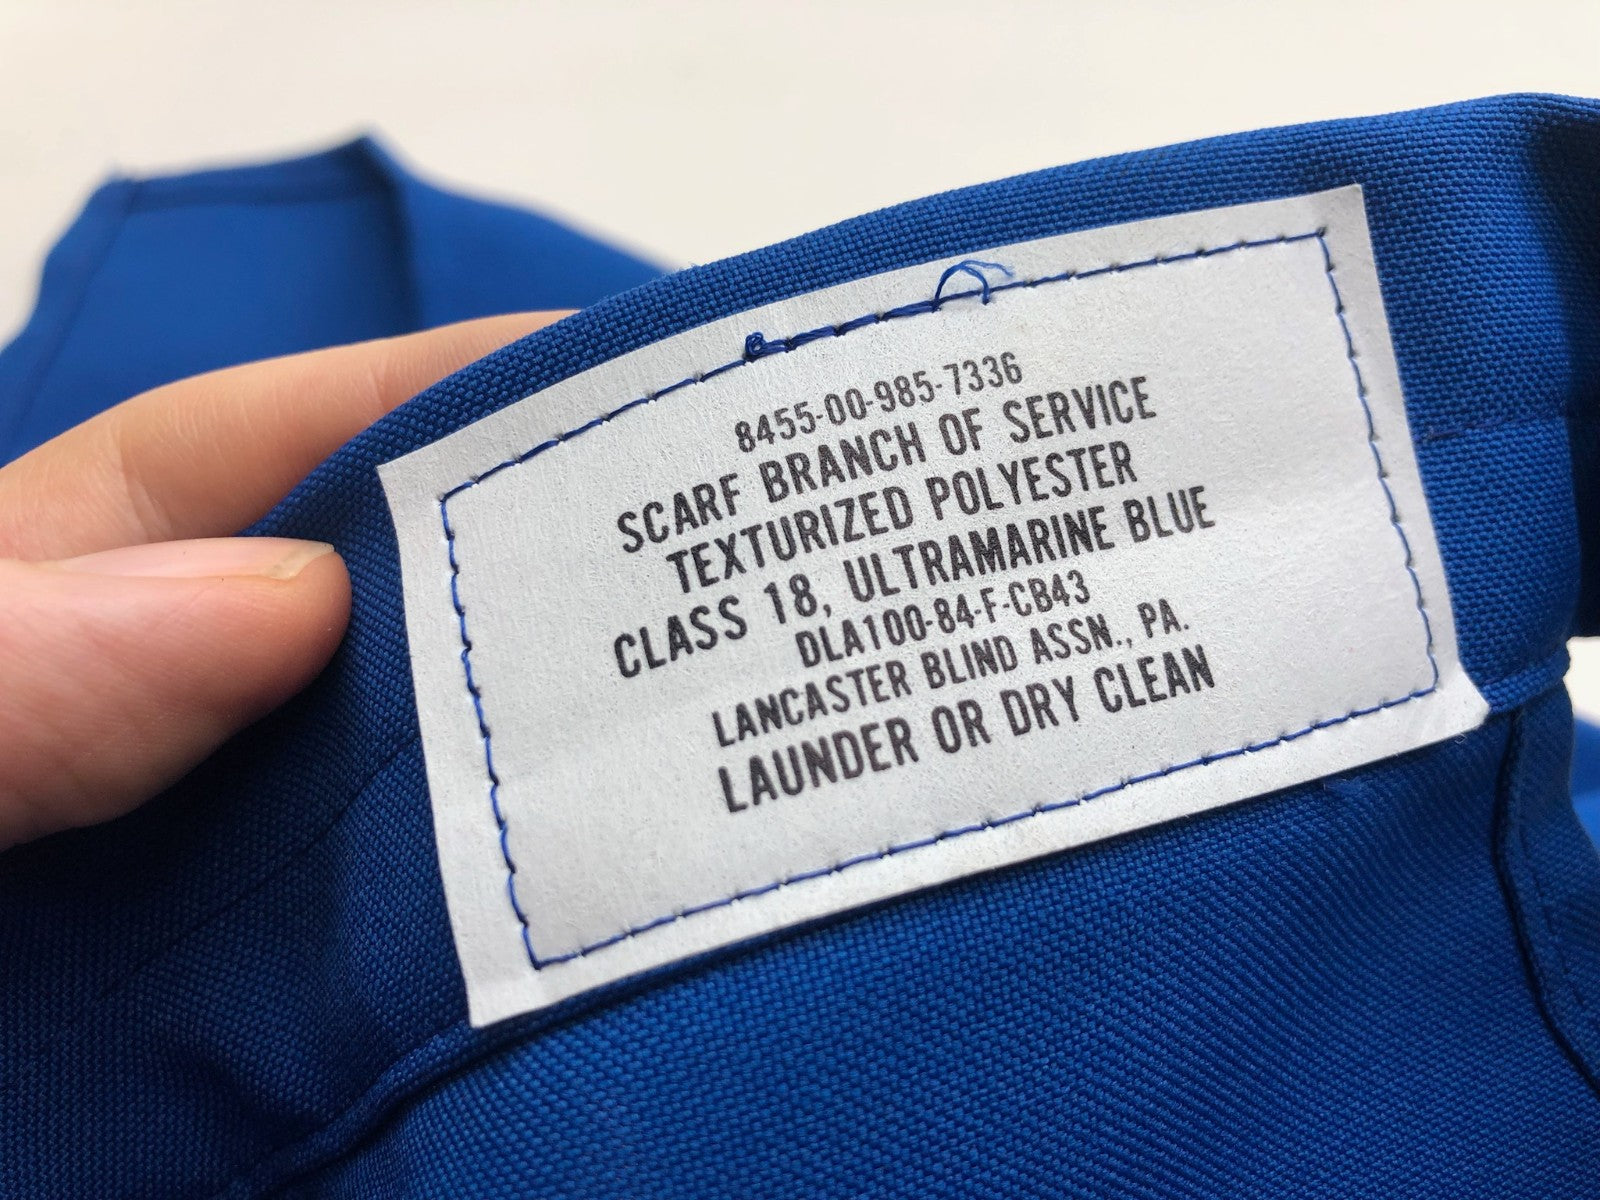 8455-00-985-7336
SCARF BRANCH OF SERVICE
TEXTURIZED POLYESTER
CLASS 18, ULTRAMARINE BLUE
DLA100-84-F-CB43
LANCASTER BLIND ASSN., PA.
LAUNDER OR DRY CLEAN